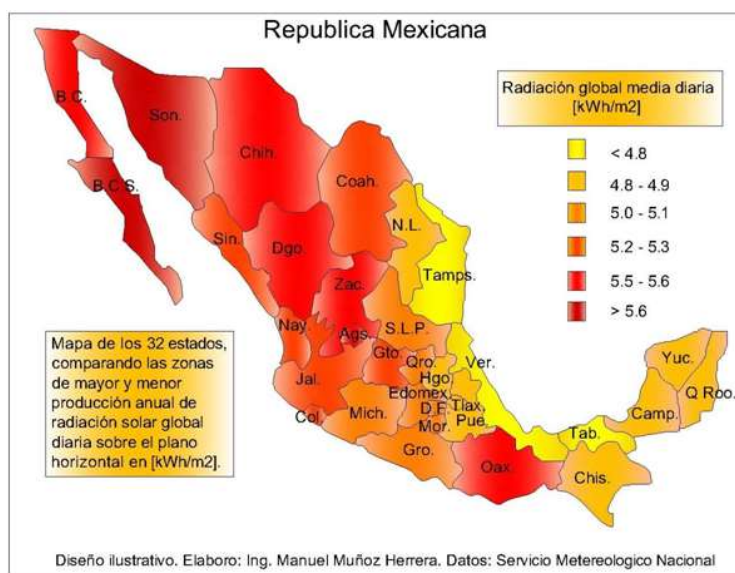 Republica Mexicana
Radiación global media diaria
[kWh/m2]
< 4.8
4.8 - 4.9
5.0 - 5.1
5.2 - 5.3
5.5 - 5.6
> 5.6
B.C.
Son.
Chih.
Coah.
B.C.S.
N.L.
Sin.
Dgo.
Tamps.
Zac.
Nay.
Ags.
S.L.P.
Gto.
Qro.
Ver.
Hgo.
Jal.
Edomex.
Tlax.
D.F.
Col.
Mich.
Mor.
Pue.
Gro.
Oax.
Tab.
Chis.
Camp.
Yuc.
Q Roo.
Mapa de los 32 estados,
comparando las zonas
de mayor y menor
producción anual de
radiación solar global
diaria sobre el plano
horizontal en [kWh/m2].
Diseño ilustrativo. Elaboro: Ing. Manuel Muñoz Herrera. Datos: Servicio Metereologico Nacional